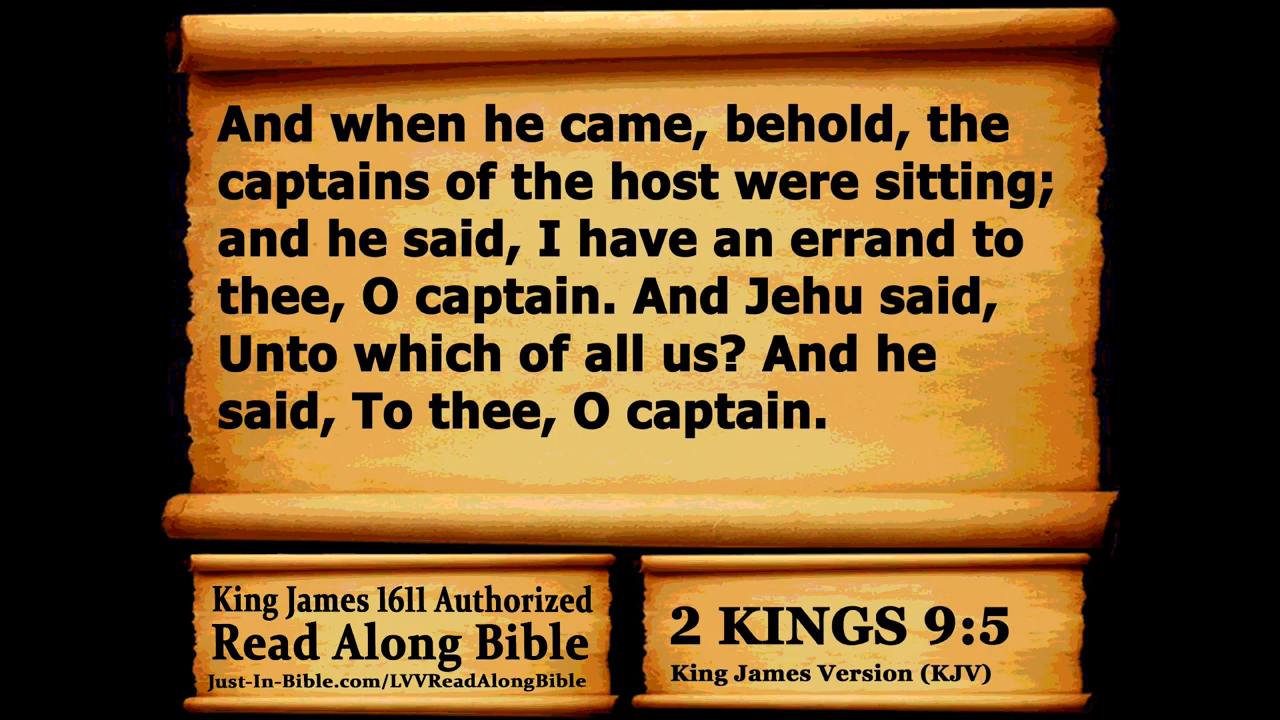 And when he came, behold, the
captains of the host were sitting;
and he said, I have an errand to
thee, O captain. And Jehu said,
Unto which of all us? And he
said, To thee, O captain.
King James 1611 Authorized
Read Along Bible
Just-In-Bible.com/LVVReadAlongBible
2 KINGS 9:5
King James Version (KJV)